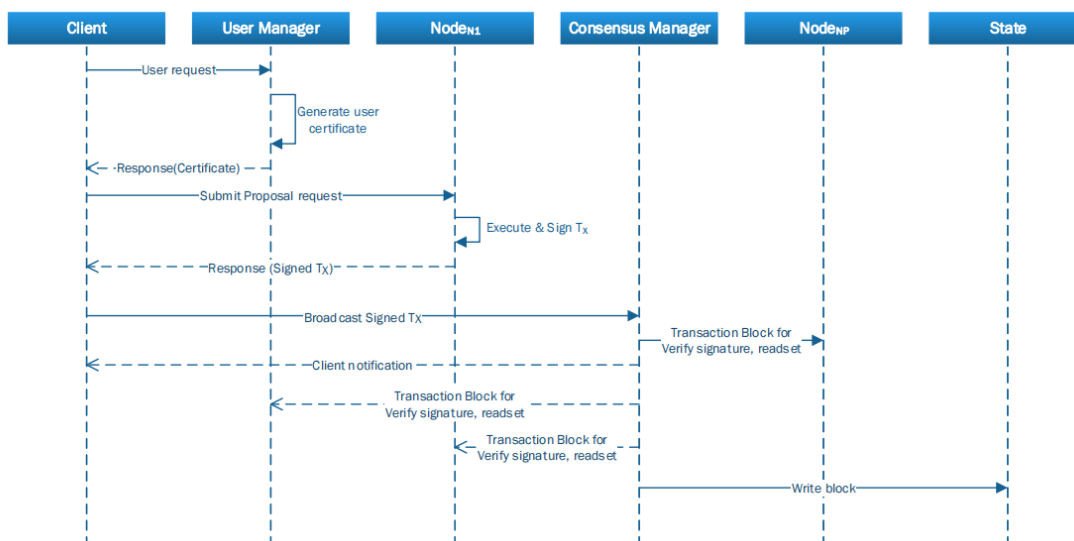 Client
User Manager
NodeN1
Consensus Manager
NodeNP
State
User request
Generate user
certificate
Response(Certificate)
Submit Proposal request
Execute & Sign TX
Response (Signed TX)
Broadcast Signed TX
Transaction Block for
Verify signature, readset
Client notification
Transaction Block for
Verify signature, readset
Transaction Block for
Verify signature, readset
Write block